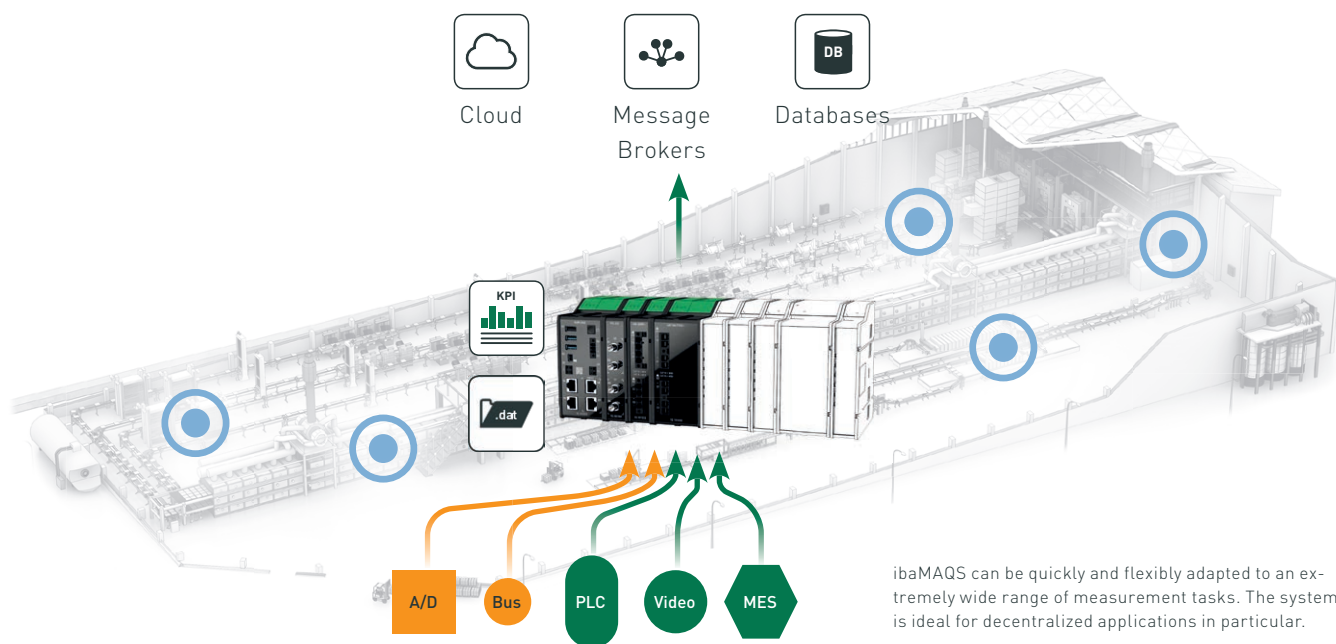 DB
Cloud
Message
Brokers
Databases
KPI
.dat
A/D
Bus
PLC
Video
MES
ibaMAQS can be quickly and flexibly adapted to an ex-
tremely wide range of measurement tasks. The system
is ideal for decentralized applications in particular.